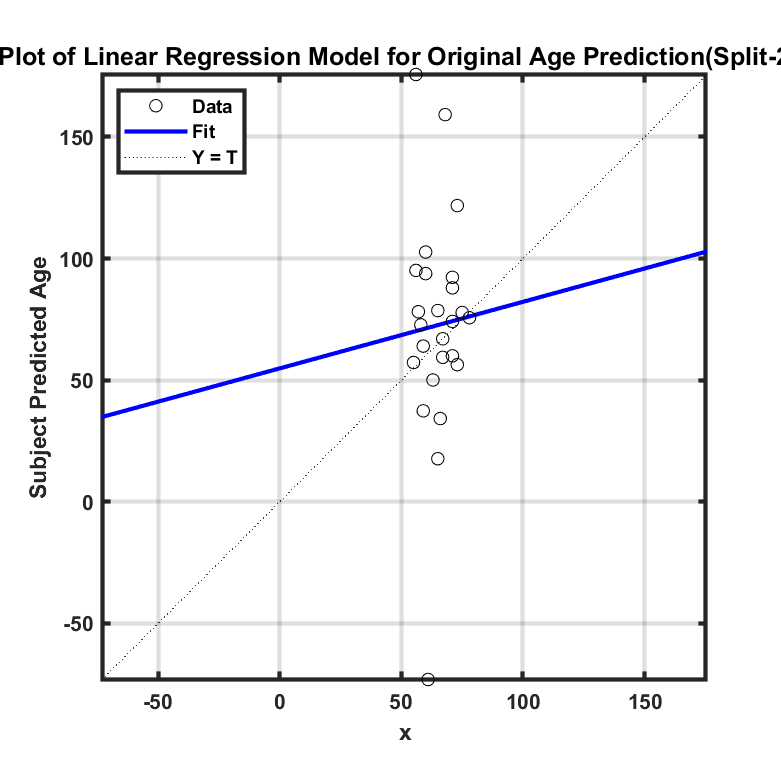 Plot of Linear Regression Model for Original Age Prediction(Split-2
Data
Fit
Y = T
150
100
50
0
-50
Subject Predicted Age
-50 0 50 100 150
x